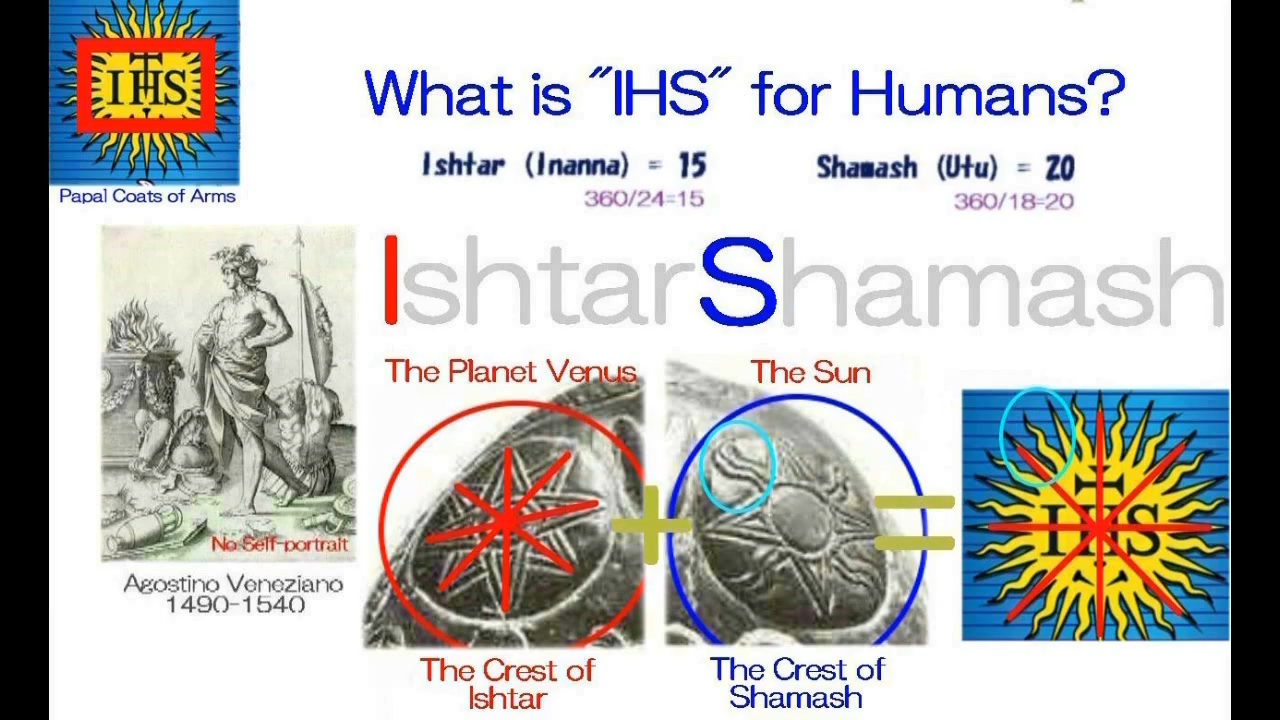 IHS
What is "IHS" for Humans?
Ishtar (Inanna) = 15
Shamash (Utu) = 20
360/24=15
360/18=20
Papal Coats of Arms
IshtarShamash
The Planet Venus
The Sun
No Self-portrait
Agostino Veneziano
1490-1540
IHS
The Crest of
Ishtar
The Crest of
Shamash